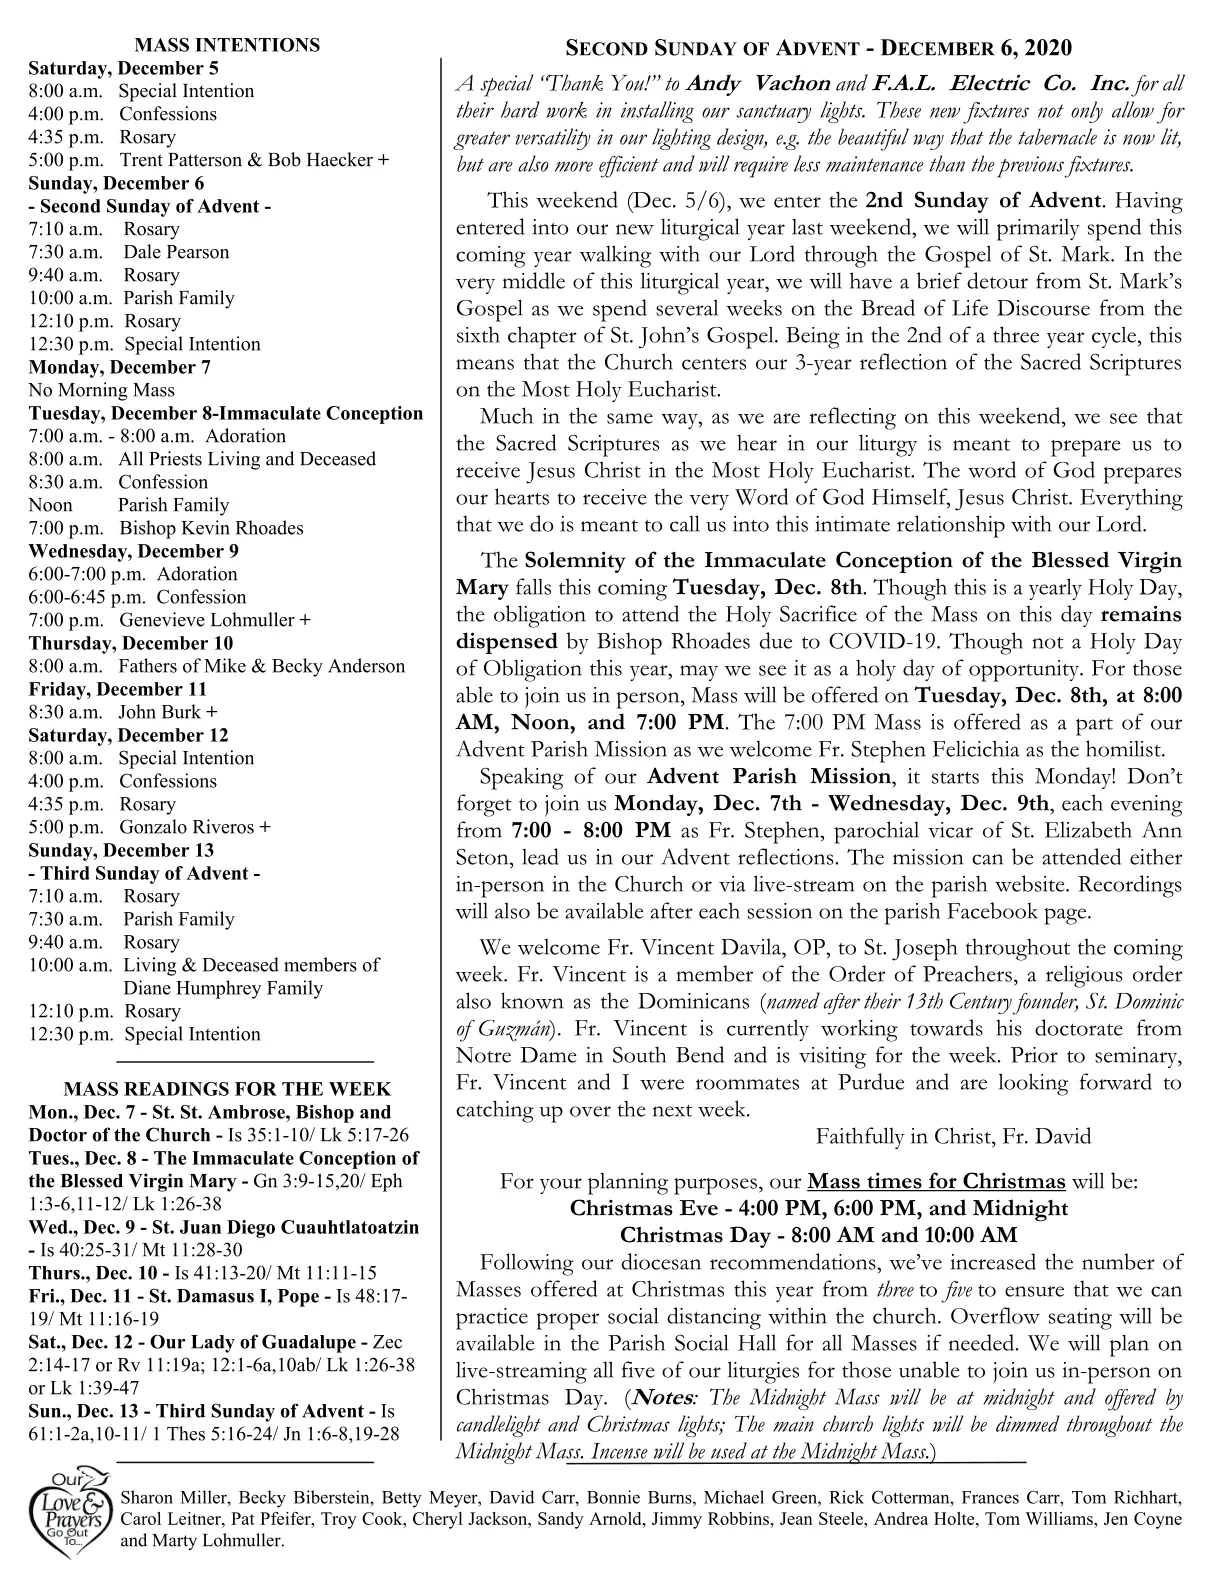 MASS INTENTIONS
Saturday, December 5
8:00 a.m. Special Intention
4:00 p.m. Confessions
4:35 p.m. Rosary
5:00 p.m. Trent Patterson & Bob Haecker +
Sunday, December 6
- Second Sunday of Advent -
7:10 a.m. Rosary
7:30 a.m. Dale Pearson
9:40 a.m. Rosary
10:00 a.m. Parish Family
12:10 p.m. Rosary
12:30 p.m. Special Intention
Monday, December 7
No Morning Mass
Tuesday, December 8-Immaculate Conception
7:00 a.m. - 8:00 a.m. Adoration
8:00 a.m. All Priests Living and Deceased
8:30 a.m. Confession
Noon Parish Family
7:00 p.m. Bishop Kevin Rhoades
Wednesday, December 9
6:00-7:00 p.m. Adoration
6:00-6:45 p.m. Confession
7:00 p.m. Genevieve Lohmuller +
Thursday, December 10
8:00 a.m. Fathers of Mike & Becky Anderson
Friday, December 11
8:30 a.m. John Burk +
Saturday, December 12
8:00 a.m. Special Intention
4:00 p.m. Confessions
4:35 p.m. Rosary
5:00 p.m. Gonzalo Riveros +
Sunday, December 13
- Third Sunday of Advent -
7:10 a.m. Rosary
7:30 a.m. Parish Family
9:40 a.m. Rosary
10:00 a.m. Living & Deceased members of
Diane Humphrey Family
12:10 p.m. Rosary
12:30 p.m. Special Intention
MASS READINGS FOR THE WEEK
Mon., Dec. 7 - St. St. Ambrose, Bishop and
Doctor of the Church - Is 35:1-10/ Lk 5:17-26
Tues., Dec. 8 - The Immaculate Conception of
the Blessed Virgin Mary - Gn 3:9-15,20/ Eph
1:3-6,11-12/ Lk 1:26-38
Wed., Dec. 9 - St. Juan Diego Cuauhtlatoatzin
- Is 40:25-31/ Mt 11:28-30
Thurs., Dec. 10 - Is 41:13-20/ Mt 11:11-15
Fri., Dec. 11 - St. Damasus I, Pope - Is 48:17-
19/ Mt 11:16-19
Sat., Dec. 12 - Our Lady of Guadalupe - Zec
2:14-17 or Rv 11:19a; 12:1-6a,10ab/ Lk 1:26-38
or Lk 1:39-47
Sun., Dec. 13 - Third Sunday of Advent - Is
61:1-2a,10-11/ 1 Thes 5:16-24/ Jn 1:6-8,19-28
SECOND SUNDAY OF ADVENT - DECEMBER 6, 2020
A special “Thank You!” to Andy Vachon and F.A.L. Electric Co. Inc. for all
their hard work in installing our sanctuary lights. These new fixtures not only allow for
greater versatility in our lighting design, e.g. the beautiful way that the tabernacle is now lit,
but are also more efficient and will require less maintenance than the previous fixtures.
This weekend (Dec. 5/6), we enter the 2nd Sunday of Advent. Having
entered into our new liturgical year last weekend, we will primarily spend this
coming year walking with our Lord through the Gospel of St. Mark. In the
very middle of this liturgical year, we will have a brief detour from St. Mark’s
Gospel as we spend several weeks on the Bread of Life Discourse from the
sixth chapter of St. John’s Gospel. Being in the 2nd of a three year cycle, this
means that the Church centers our 3-year reflection of the Sacred Scriptures
on the Most Holy Eucharist.
Much in the same way, as we are reflecting on this weekend, we see that
the Sacred Scriptures as we hear in our liturgy is meant to prepare us to
receive Jesus Christ in the Most Holy Eucharist. The word of God prepares
our hearts to receive the very Word of God Himself, Jesus Christ. Everything
that we do is meant to call us into this intimate relationship with our Lord.
The Solemnity of the Immaculate Conception of the Blessed Virgin
Mary falls this coming Tuesday, Dec. 8th. Though this is a yearly Holy Day,
the obligation to attend the Holy Sacrifice of the Mass on this day remains
dispensed by Bishop Rhoades due to COVID-19. Though not a Holy Day
of Obligation this year, may we see it as a holy day of opportunity. For those
able to join us in person, Mass will be offered on Tuesday, Dec. 8th, at 8:00
AM, Noon, and 7:00 PM. The 7:00 PM Mass is offered as a part of our
Advent Parish Mission as we welcome Fr. Stephen Felicichia as the homilist.
Speaking of our Advent Parish Mission, it starts this Monday! Don’t
forget to join us Monday, Dec. 7th - Wednesday, Dec. 9th, each evening
from 7:00 - 8:00 PM as Fr. Stephen, parochial vicar of St. Elizabeth Ann
Seton, lead us in our Advent reflections. The mission can be attended either
in-person in the Church or via live-stream on the parish website. Recordings
will also be available after each session on the parish Facebook page.
We welcome Fr. Vincent Davila, OP, to St. Joseph throughout the coming
week. Fr. Vincent is a member of the Order of Preachers, a religious order
also known as the Dominicans (named after their 13th Century founder, St. Dominic
of Guzmán). Fr. Vincent is currently working towards his doctorate from
Notre Dame in South Bend and is visiting for the week. Prior to seminary,
Fr. Vincent and I were roommates at Purdue and are looking forward to
catching up over the next week.
Faithfully in Christ, Fr. David
For your planning purposes, our Mass times for Christmas will be:
Christmas Eve - 4:00 PM, 6:00 PM, and Midnight
Christmas Day - 8:00 AM and 10:00 AM
Following our diocesan recommendations, we’ve increased the number of
Masses offered at Christmas this year from three to five to ensure that we can
practice proper social distancing within the church. Overflow seating will be
available in the Parish Social Hall for all Masses if needed. We will plan on
live-streaming all five of our liturgies for those unable to join us in-person on
Christmas Day. (Notes: The Midnight Mass will be at midnight and offered by
candlelight and Christmas lights; The main church lights will be dimmed throughout the
Midnight Mass. Incense will be used at the Midnight Mass.)
Our
Love &
Prayers
Go Out
To...
Sharon Miller, Becky Biberstein, Betty Meyer, David Carr, Bonnie Burns, Michael Green, Rick Cotterman, Frances Carr, Tom Richhart,
Carol Leitner, Pat Pfeifer, Troy Cook, Cheryl Jackson, Sandy Arnold, Jimmy Robbins, Jean Steele, Andrea Holte, Tom Williams, Jen Coyne
and Marty Lohmuller.